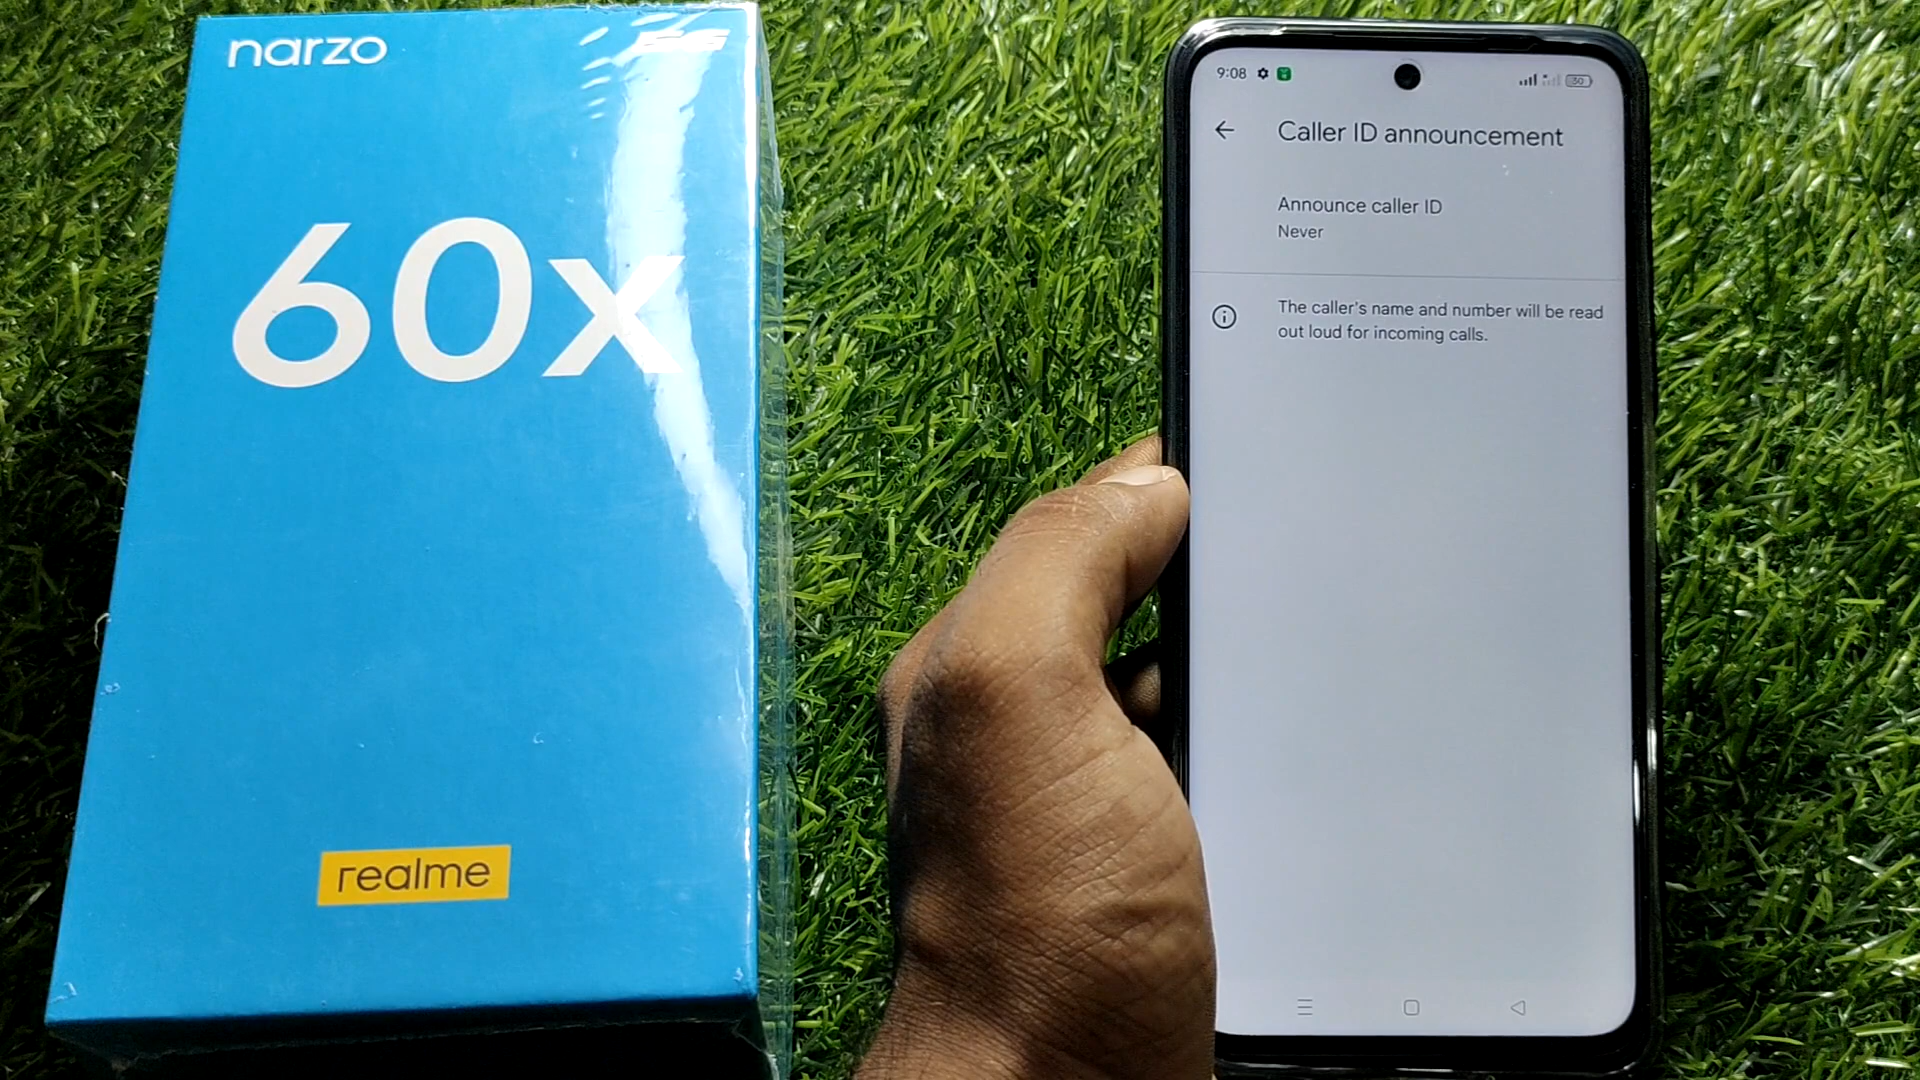 narzo
60x
realme
9:08
30
Caller ID announcement
Announce caller ID
Never
The caller's name and number will be read
out loud for incoming calls.